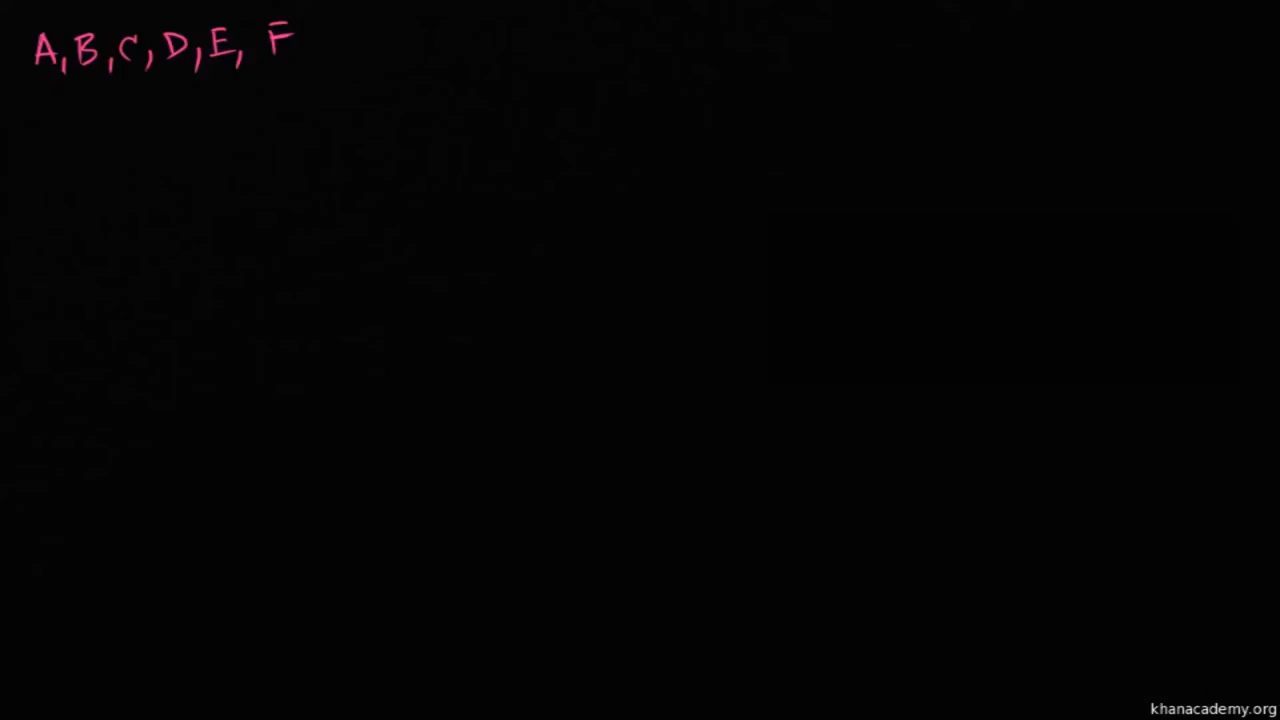 A, B, C, D, E, F
khanacademy.org